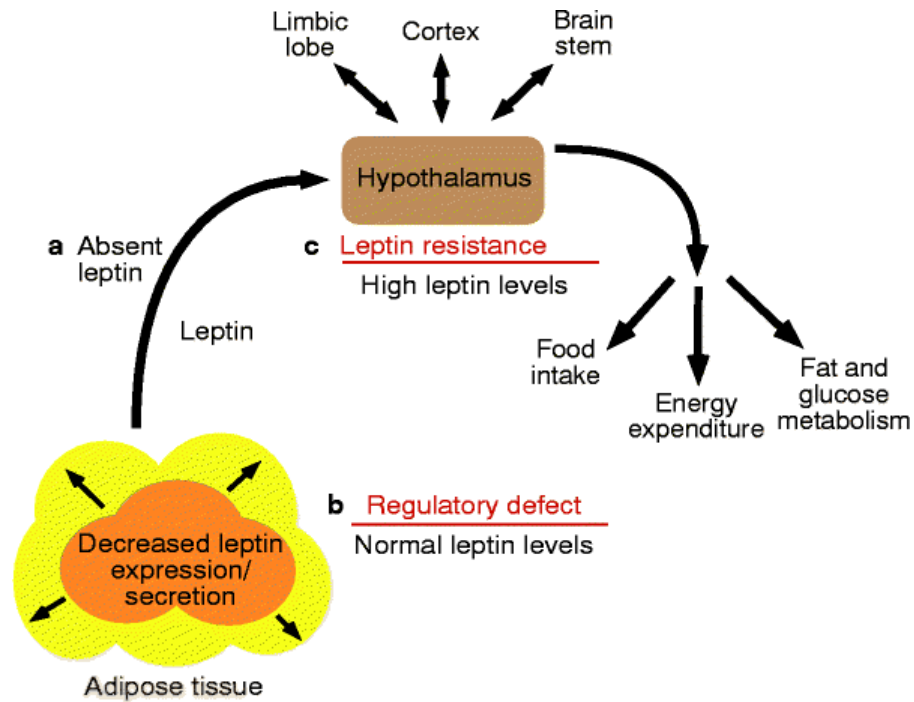 Limbic
lobe
Cortex
Brain
stem
Hypothalamus
a Absent
leptin
c Leptin resistance
High leptin levels
Leptin
Food
intake
Energy
expenditure
Fat and
glucose
metabolism
b Regulatory defect
Normal leptin levels
Decreased leptin
expression/
secretion
Adipose tissue